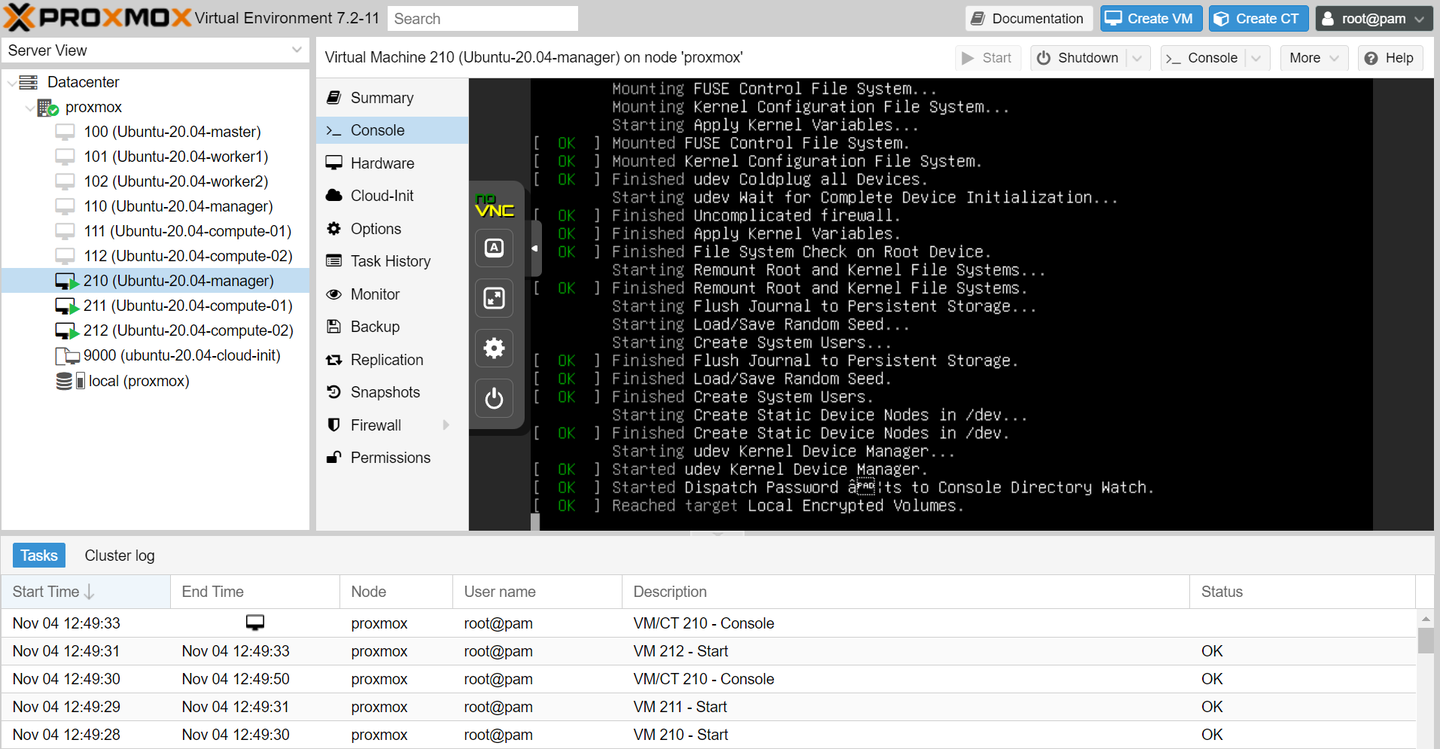 PROXMOX Virtual Environment 7.2-11 Search Documentation Create VM Create CT root@pam
Server View
Virtual Machine 210 (Ubuntu-20.04-manager) on node 'proxmox' Start Shutdown Console More Help
Datacenter
proxmox
100 (Ubuntu-20.04-master)
101 (Ubuntu-20.04-worker1)
102 (Ubuntu-20.04-worker2)
110 (Ubuntu-20.04-manager)
111 (Ubuntu-20.04-compute-01)
112 (Ubuntu-20.04-compute-02)
210 (Ubuntu-20.04-manager)
211 (Ubuntu-20.04-compute-01)
212 (Ubuntu-20.04-compute-02)
9000 (ubuntu-20.04-cloud-init)
local (proxmox)
Summary
Console
Hardware
Cloud-Init
Options
Task History
Monitor
Backup
Replication
Snapshots
Firewall
Permissions
no
VNC
A
Mounting FUSE Control File System...
Mounting Kernel Configuration File System...
Starting Apply Kernel Variables...
[ OK ] Mounted FUSE Control File System.
[ OK ] Mounted Kernel Configuration File System.
[ OK ] Finished udev Coldplug all Devices.
Starting udev Wait for Complete Device Initialization...
[ OK ] Finished Uncomplicated firewall.
[ OK ] Finished Apply Kernel Variables.
[ OK ] Finished File System Check on Root Device.
Starting Remount Root and Kernel File Systems...
[ OK ] Finished Remount Root and Kernel File Systems.
Starting Flush Journal to Persistent Storage...
Starting Load/Save Random Seed...
Starting Create System Users...
[ OK ] Finished Flush Journal to Persistent Storage.
[ OK ] Finished Load/Save Random Seed.
[ OK ] Finished Create System Users.
Starting Create Static Device Nodes in /dev...
[ OK ] Finished Create Static Device Nodes in /dev.
Starting udev Kernel Device Manager...
[ OK ] Started udev Kernel Device Manager.
[ OK ] Started Dispatch Password â¦ts to Console Directory Watch.
[ OK ] Reached target Local Encrypted Volumes.
Tasks Cluster log
Start Time End Time Node User name Description Status
Nov 04 12:49:33 proxmox root@pam VM/CT 210 - Console
Nov 04 12:49:31 Nov 04 12:49:33 proxmox root@pam VM 212 - Start OK
Nov 04 12:49:30 Nov 04 12:49:50 proxmox root@pam VM/CT 210 - Console OK
Nov 04 12:49:29 Nov 04 12:49:31 proxmox root@pam VM 211 - Start OK
Nov 04 12:49:28 Nov 04 12:49:30 proxmox root@pam VM 210 - Start OK